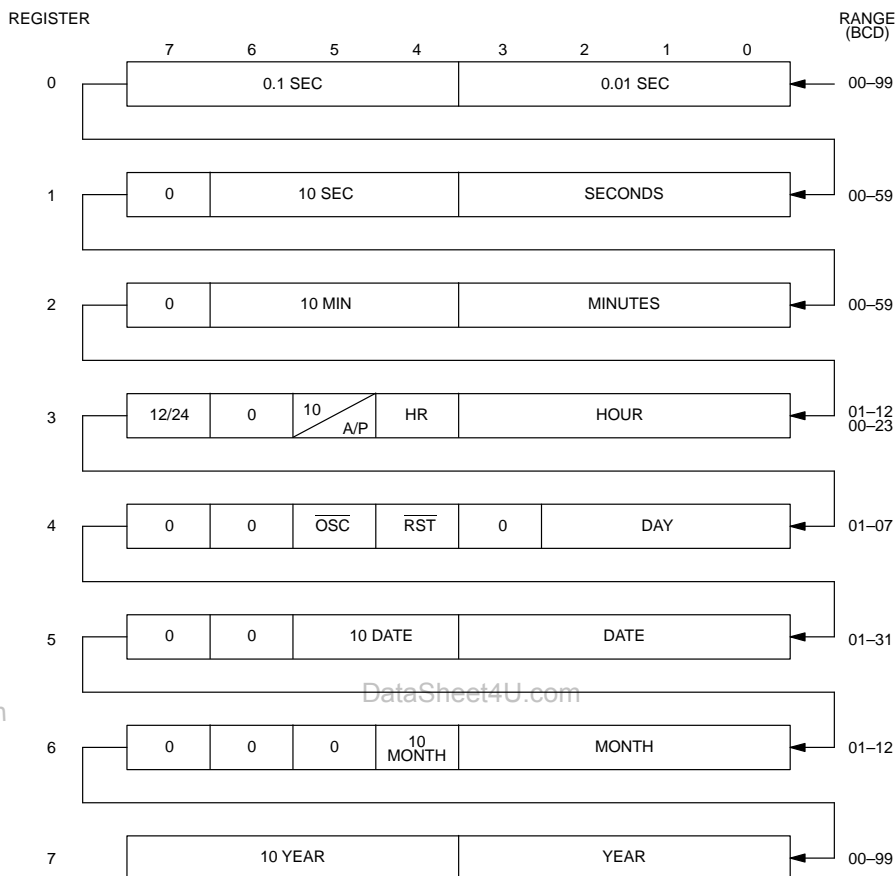 REGISTER RANGE (BCD)
7 6 5 4 3 2 1 0
0 0.1 SEC 0.01 SEC 00–99
1 0 10 SEC SECONDS 00–59
2 0 10 MIN MINUTES 00–59
3 12/24 0 10 A/P HR HOUR 01–12 00–23
4 0 0 OSC RST 0 DAY 01–07
5 0 0 10 DATE DATE 01–31
DataSheet4U.com
n
6 0 0 0 10 MONTH MONTH 01–12
7 10 YEAR YEAR 00–99